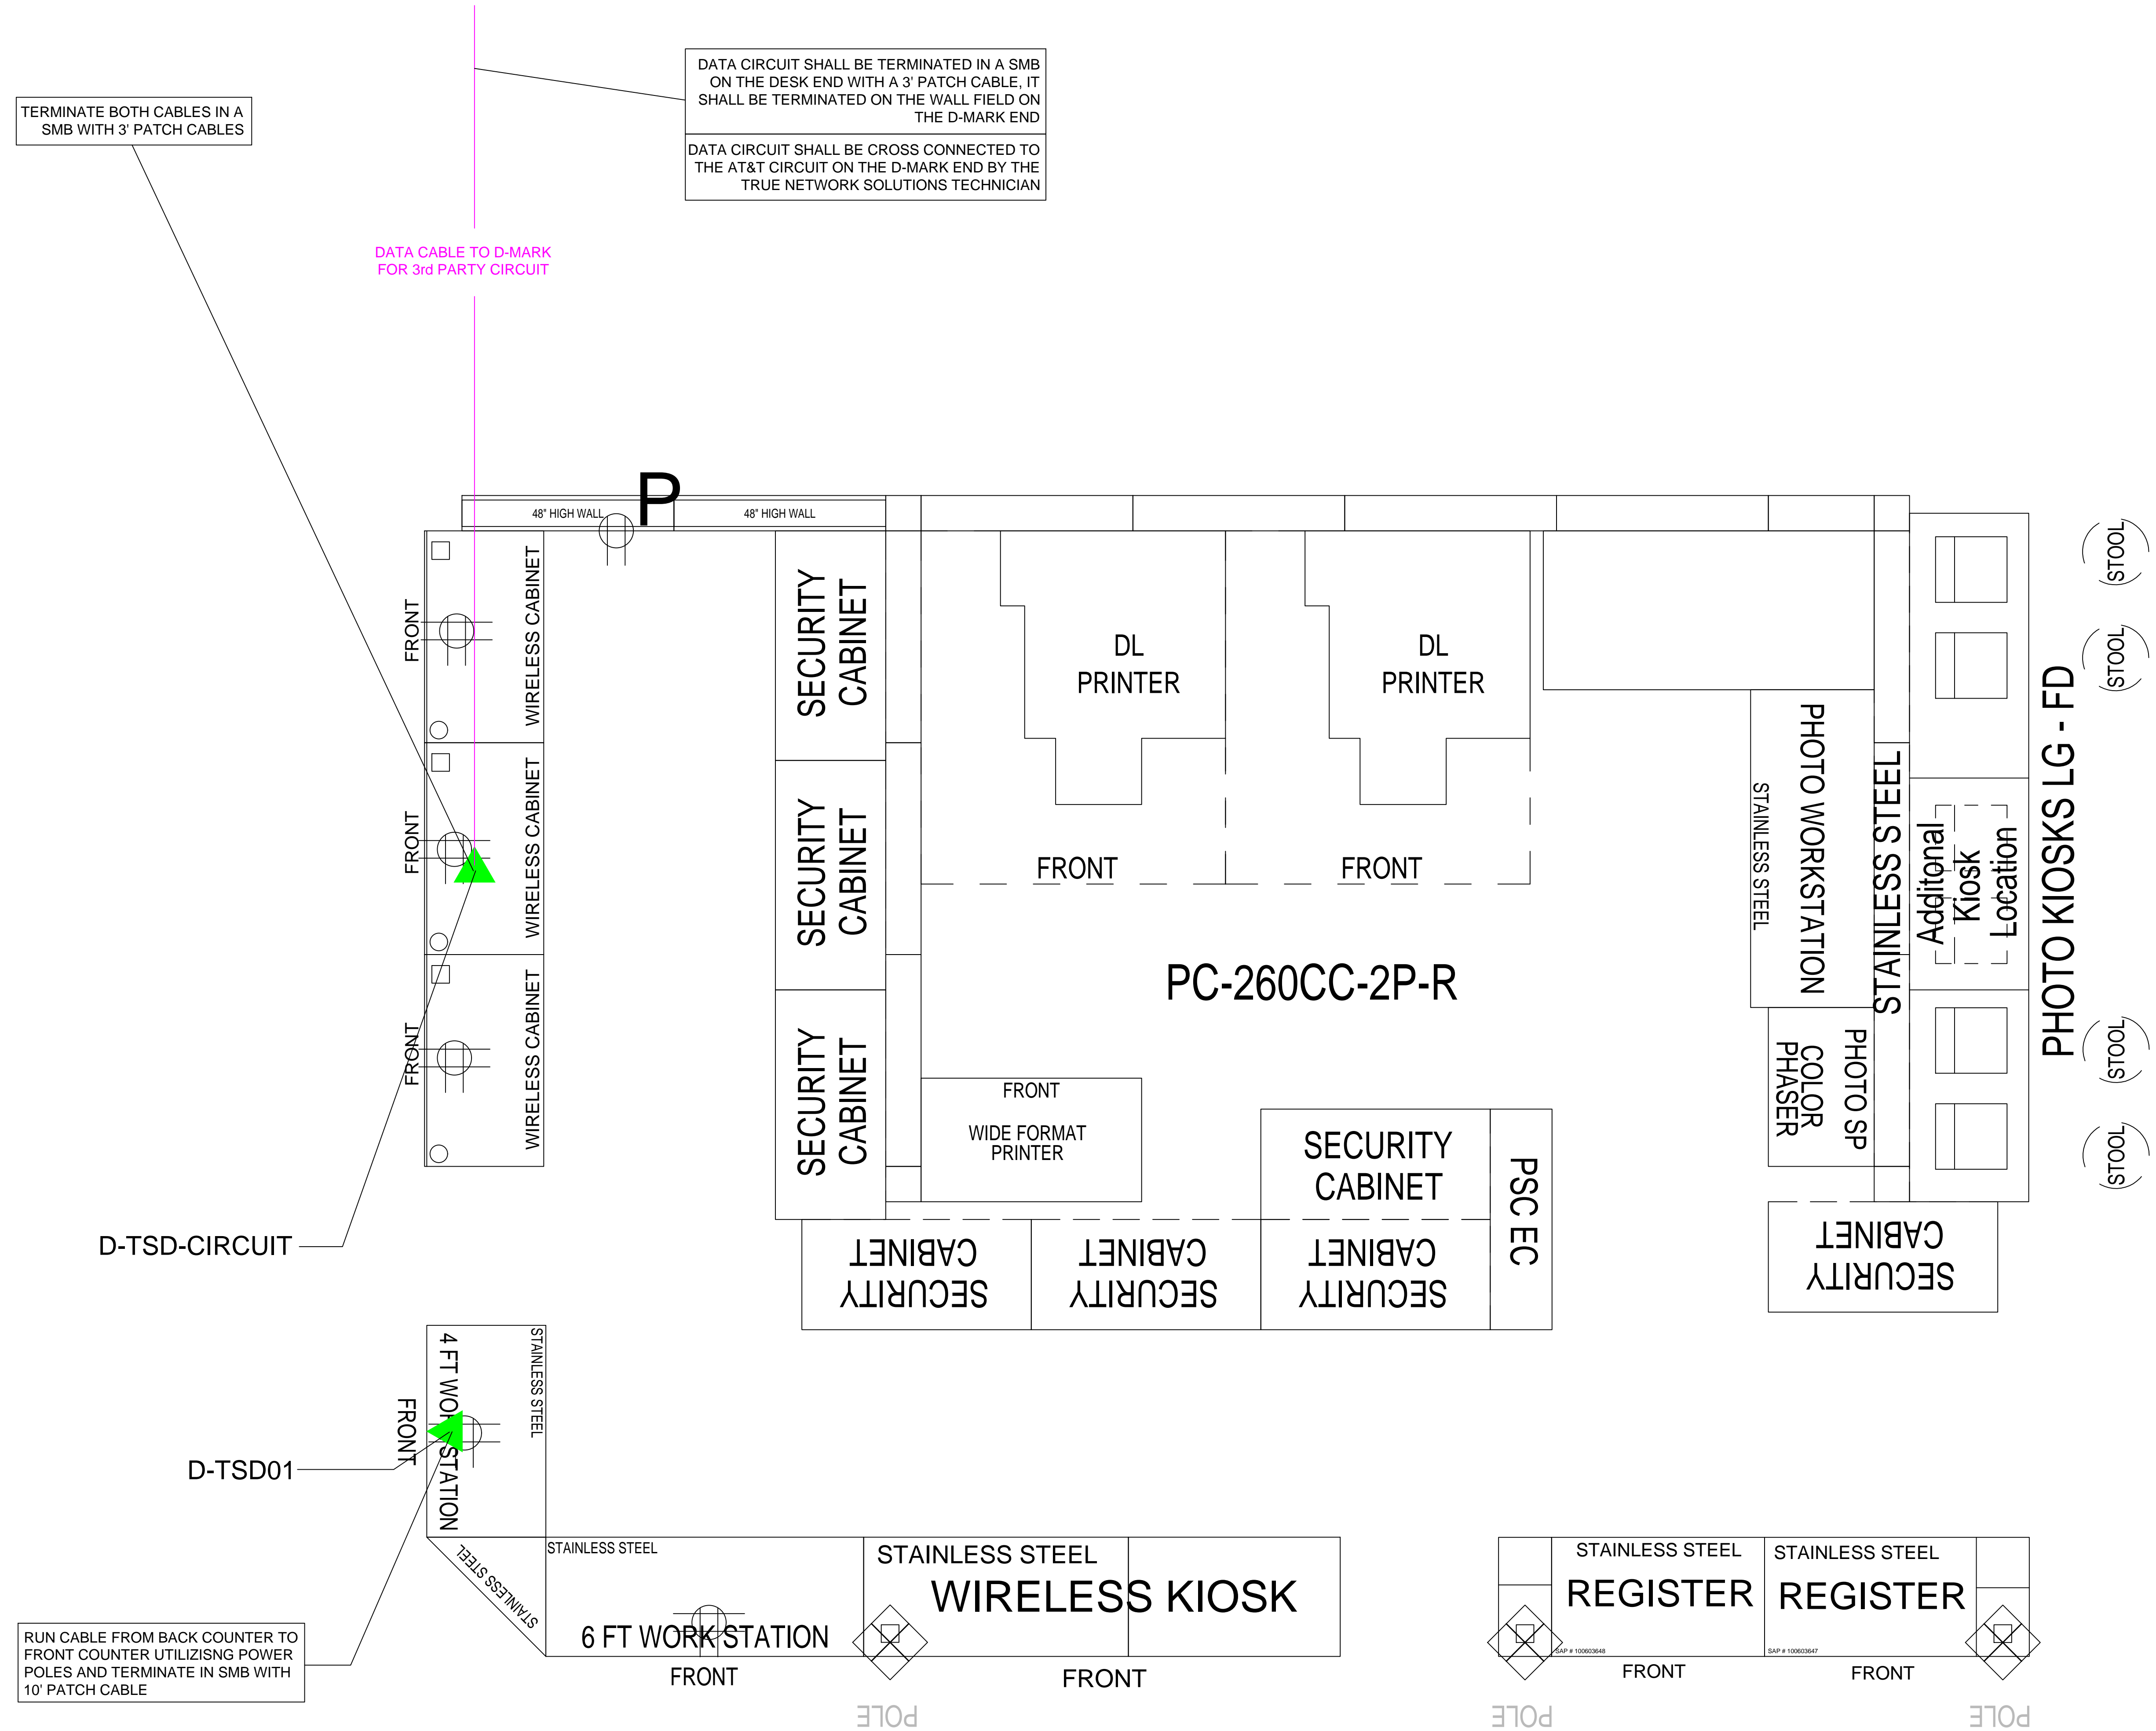 DATA CIRCUIT SHALL BE TERMINATED IN A SMB
ON THE DESK END WITH A 3' PATCH CABLE, IT
SHALL BE TERMINATED ON THE WALL FIELD ON
THE D-MARK END
DATA CIRCUIT SHALL BE CROSS CONNECTED TO
THE AT&T CIRCUIT ON THE D-MARK END BY THE
TRUE NETWORK SOLUTIONS TECHNICIAN
TERMINATE BOTH CABLES IN A
SMB WITH 3' PATCH CABLES
DATA CABLE TO D-MARK
FOR 3rd PARTY CIRCUIT
P
48" HIGH WALL
48" HIGH WALL
FRONT
WIRELESS CABINET
FRONT
WIRELESS CABINET
FRONT
WIRELESS CABINET
SECURITY
CABINET
SECURITY
CABINET
SECURITY
CABINET
DL
PRINTER
FRONT
DL
PRINTER
FRONT
PC-260CC-2P-R
STAINLESS STEEL
PHOTO WORKSTATION
STAINLESS STEEL
Additonal
Kiosk
Location
PHOTO KIOSKS LG - FD
STOOL
STOOL
STOOL
STOOL
PHOTO SP
COLOR
PHASER
FRONT
WIDE FORMAT
PRINTER
SECURITY
CABINET
PSC EC
SECURITY
CABINET
SECURITY
CABINET
SECURITY
CABINET
SECURITY
CABINET
D-TSD-CIRCUIT
4 FT WORK STATION
STAINLESS STEEL
FRONT
D-TSD01
STAINLESS STEEL
STAINLESS STEEL
6 FT WORK STATION
FRONT
STAINLESS STEEL
WIRELESS KIOSK
FRONT
STAINLESS STEEL
REGISTER
SAP # 100603648
FRONT
STAINLESS STEEL
REGISTER
SAP # 100603647
FRONT
RUN CABLE FROM BACK COUNTER TO
FRONT COUNTER UTILIZISNG POWER
POLES AND TERMINATE IN SMB WITH
10' PATCH CABLE
POLE
POLE
POLE